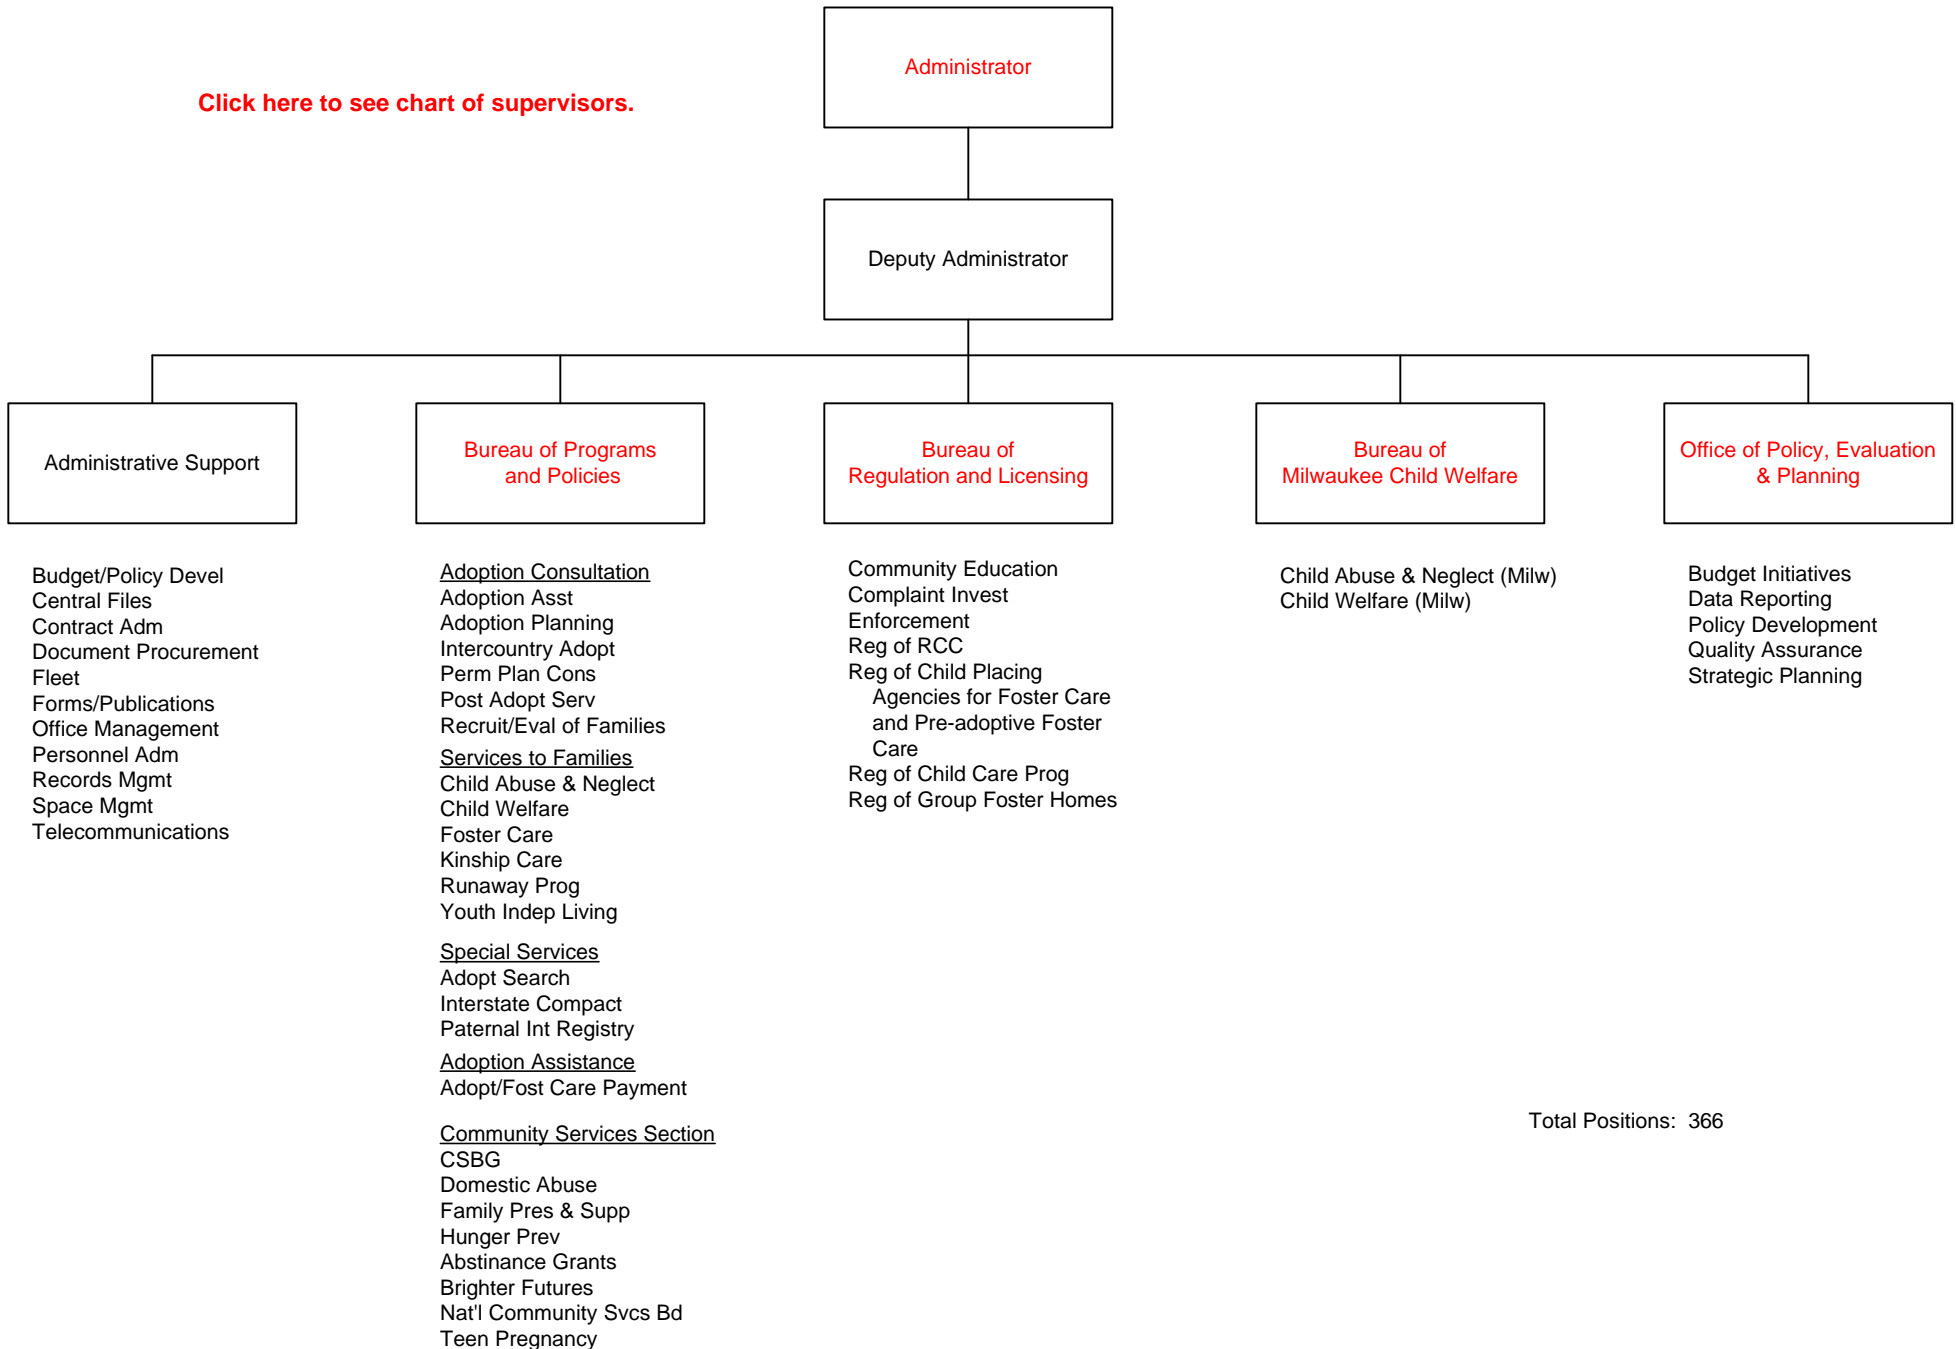 Administrator
Click here to see chart of supervisors.
Deputy Administrator
Administrative Support
Bureau of Programs
and Policies
Bureau of
Regulation and Licensing
Bureau of
Milwaukee Child Welfare
Office of Policy, Evaluation
& Planning
Budget/Policy Devel
Central Files
Contract Adm
Document Procurement
Fleet
Forms/Publications
Office Management
Personnel Adm
Records Mgmt
Space Mgmt
Telecommunications
Adoption Consultation
Adoption Asst
Adoption Planning
Intercountry Adopt
Perm Plan Cons
Post Adopt Serv
Recruit/Eval of Families
Services to Families
Child Abuse & Neglect
Child Welfare
Foster Care
Kinship Care
Runaway Prog
Youth Indep Living
Special Services
Adopt Search
Interstate Compact
Paternal Int Registry
Adoption Assistance
Adopt/Fost Care Payment
Community Services Section
CSBG
Domestic Abuse
Family Pres & Supp
Hunger Prev
Abstinance Grants
Brighter Futures
Nat'l Community Svcs Bd
Teen Pregnancy
Community Education
Complaint Invest
Enforcement
Reg of RCC
Reg of Child Placing
Agencies for Foster Care
and Pre-adoptive Foster
Care
Reg of Child Care Prog
Reg of Group Foster Homes
Child Abuse & Neglect (Milw)
Child Welfare (Milw)
Budget Initiatives
Data Reporting
Policy Development
Quality Assurance
Strategic Planning
Total Positions: 366